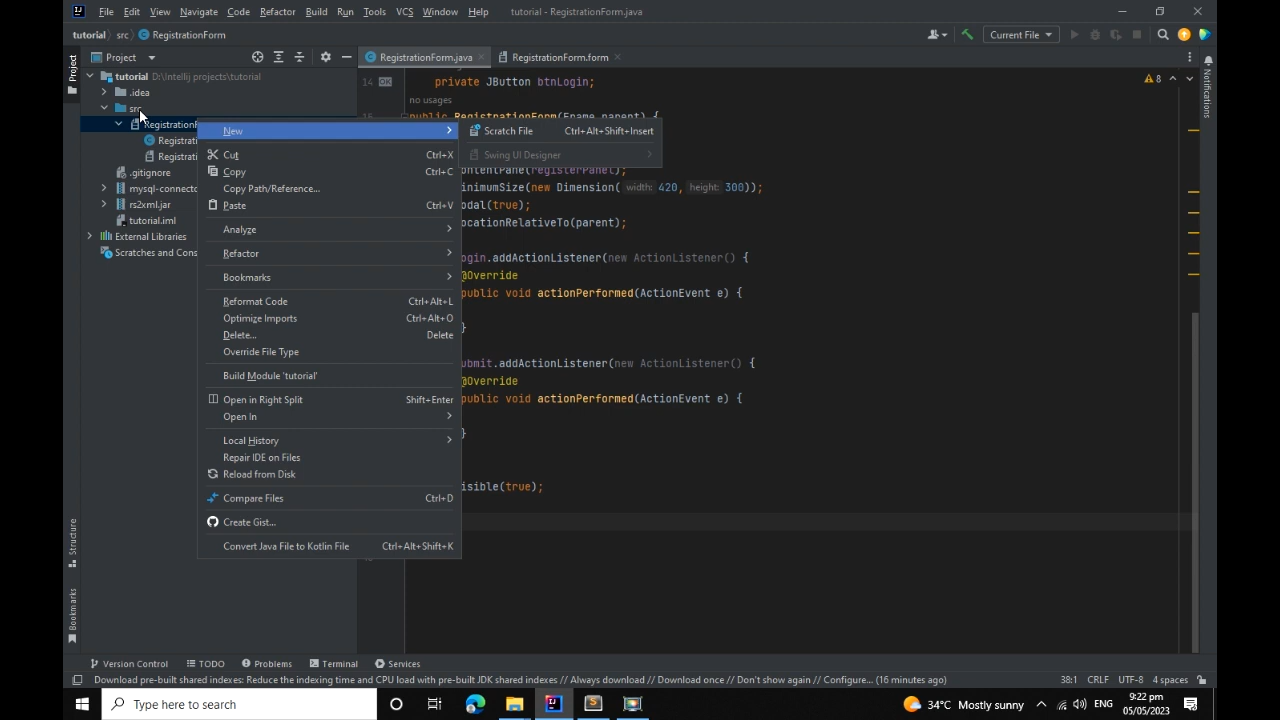 File Edit View Navigate Code Refactor Build Run Tools VCS Window Help tutorial - RegistrationForm.java
tutorial src RegistrationForm Current File
Project RegistrationForm.java RegistrationForm.form
Project
Notifications
tutorial D:\Intellij projects\tutorial
.idea
src
RegistrationF
Registrati
Registrati
.gitignore
mysql-connecto
rs2xml.jar
tutorial.iml
External Libraries
Scratches and Cons
New
Cut Ctrl+X
Copy Ctrl+C
Copy Path/Reference...
Paste Ctrl+V
Analyze
Refactor
Bookmarks
Reformat Code Ctrl+Alt+L
Optimize Imports Ctrl+Alt+O
Delete... Delete
Override File Type
Build Module 'tutorial'
Open in Right Split Shift+Enter
Open In
Local History
Repair IDE on Files
Reload from Disk
Compare Files Ctrl+D
Create Gist...
Convert Java File to Kotlin File Ctrl+Alt+Shift+K
Scratch File Ctrl+Alt+Shift+Insert
Swing UI Designer
14 OK private JButton btnLogin;
8
no usages
ontentPane(registerPanel);
inimumSize(new Dimension( width: 420, height: 300));
odal(true);
ocationRelativeTo(parent);
ogin.addActionListener(new ActionListener() {
@Override
public void actionPerformed(ActionEvent e) {
}
ubmit.addActionListener(new ActionListener() {
@Override
public void actionPerformed(ActionEvent e) {
}
isible(true);
Structure
Bookmarks
Version Control TODO Problems Terminal Services
Download pre-built shared indexes: Reduce the indexing time and CPU load with pre-built JDK shared indexes // Always download // Download once // Don't show again // Configure... (16 minutes ago) 38:1 CRLF UTF-8 4 spaces
Type here to search 34°C Mostly sunny ENG 9:22 pm
05/05/2023